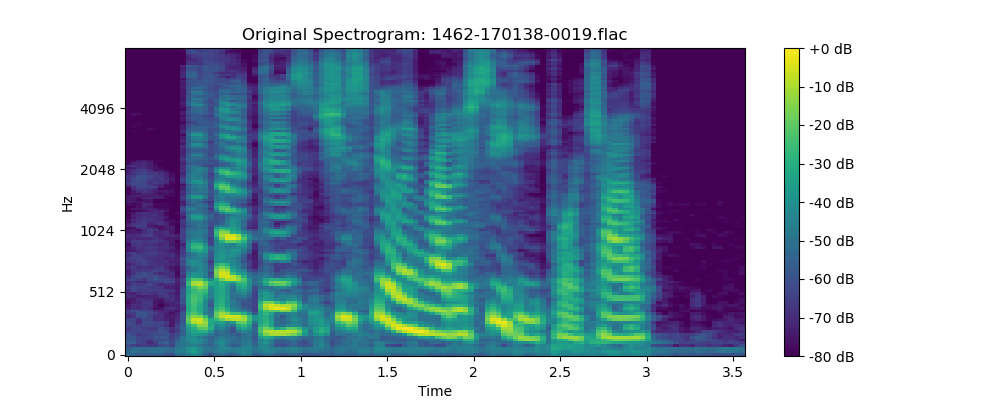 Original Spectrogram: 1462-170138-0019.flac
Hz
4096
2048
1024
512
0
0
0.5
1
1.5
2
2.5
3
3.5
Time
+0 dB
-10 dB
-20 dB
-30 dB
-40 dB
-50 dB
-60 dB
-70 dB
-80 dB